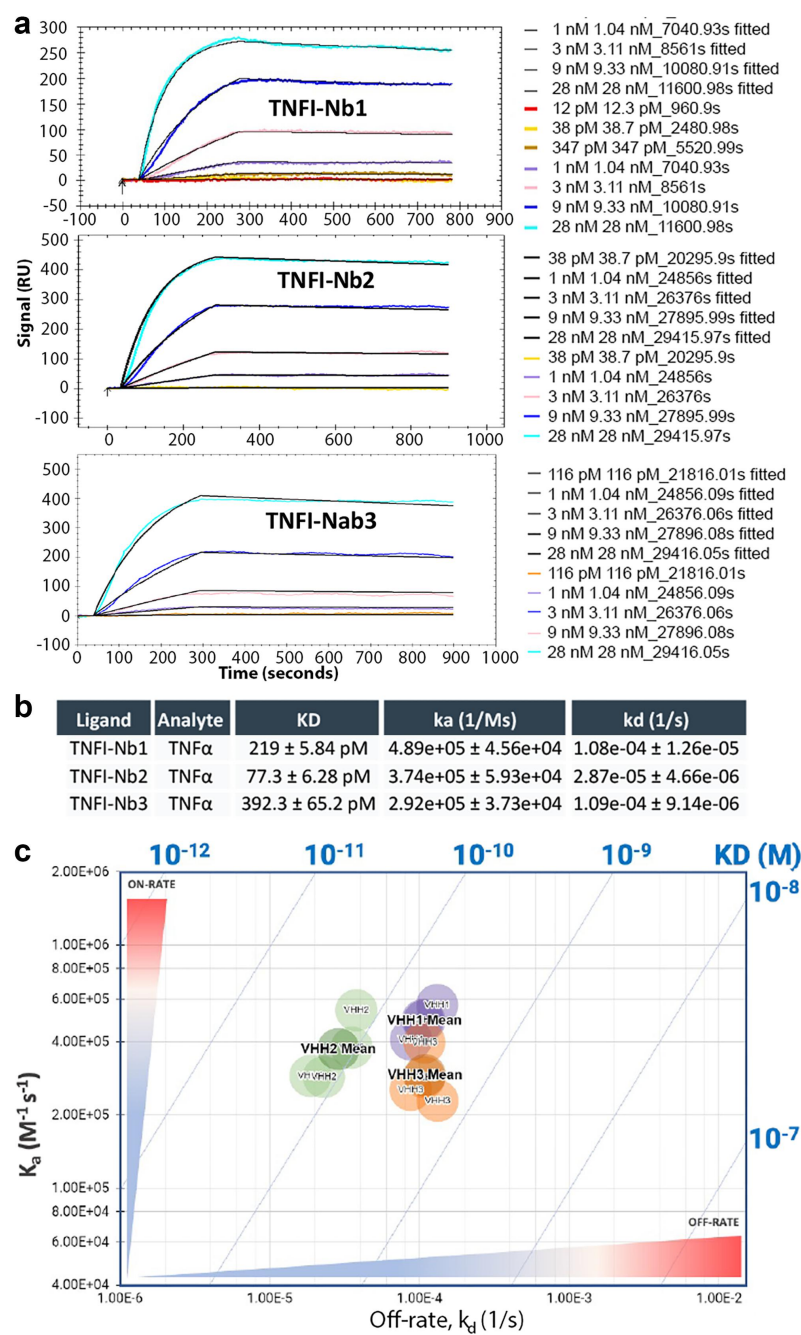 a
1 nM 1.04 nM_7040.93s fitted
3 nM 3.11 nM_8561s fitted
9 nM 9.33 nM_10080.91s fitted
28 nM 28 nM_11600.98s fitted
12 pM 12.3 pM_960.9s
38 pM 38.7 pM_2480.98s
347 pM 347 pM_5520.99s
1 nM 1.04 nM_7040.93s
3 nM 3.11 nM_8561s
9 nM 9.33 nM_10080.91s
28 nM 28 nM_11600.98s
300
250
200
150
100
50
0
-50
TNFI-Nb1
-100 0 100 200 300 400 500 600 700 800 900
Signal (RU)
500
400
300
200
100
0
-100
TNFI-Nb2
0 200 400 600 800 1000
38 pM 38.7 pM_20295.9s fitted
1 nM 1.04 nM_24856s fitted
3 nM 3.11 nM_26376s fitted
9 nM 9.33 nM_27895.99s fitted
28 nM 28 nM_29415.97s fitted
38 pM 38.7 pM_20295.9s
1 nM 1.04 nM_24856s
3 nM 3.11 nM_26376s
9 nM 9.33 nM_27895.99s
28 nM 28 nM_29415.97s
500
400
300
200
100
0
-100
TNFI-Nab3
0 100 200 300 400 500 600 700 800 900 1000
Time (seconds)
116 pM 116 pM_21816.01s fitted
1 nM 1.04 nM_24856.09s fitted
3 nM 3.11 nM_26376.06s fitted
9 nM 9.33 nM_27896.08s fitted
28 nM 28 nM_29416.05s fitted
116 pM 116 pM_21816.01s
1 nM 1.04 nM_24856.09s
3 nM 3.11 nM_26376.06s
9 nM 9.33 nM_27896.08s
28 nM 28 nM_29416.05s
b
Ligand Analyte KD ka (1/Ms) kd (1/s)
TNFI-Nb1 TNFα 219 ± 5.84 pM 4.89e+05 ± 4.56e+04 1.08e-04 ± 1.26e-05
TNFI-Nb2 TNFα 77.3 ± 6.28 pM 3.74e+05 ± 5.93e+04 2.87e-05 ± 4.66e-06
TNFI-Nb3 TNFα 392.3 ± 65.2 pM 2.92e+05 ± 3.73e+04 1.09e-04 ± 9.14e-06
c
10⁻¹² 10⁻¹¹ 10⁻¹⁰ 10⁻⁹ KD (M)
10⁻⁸
10⁻⁷
2.00E+06
1.00E+06
8.00E+05
6.00E+05
4.00E+05
2.00E+05
1.00E+05
8.00E+04
6.00E+04
4.00E+04
Kₐ (M⁻¹ s⁻¹)
ON-RATE
VHH2
VHH1
VHH1 Mean
VHH3
VHH2 Mean
VHH2
VHH3 Mean
VHH3
VHH3
OFF-RATE
1.00E-6 1.00E-5 1.00E-4 1.00E-3 1.00E-2
Off-rate, k_d (1/s)